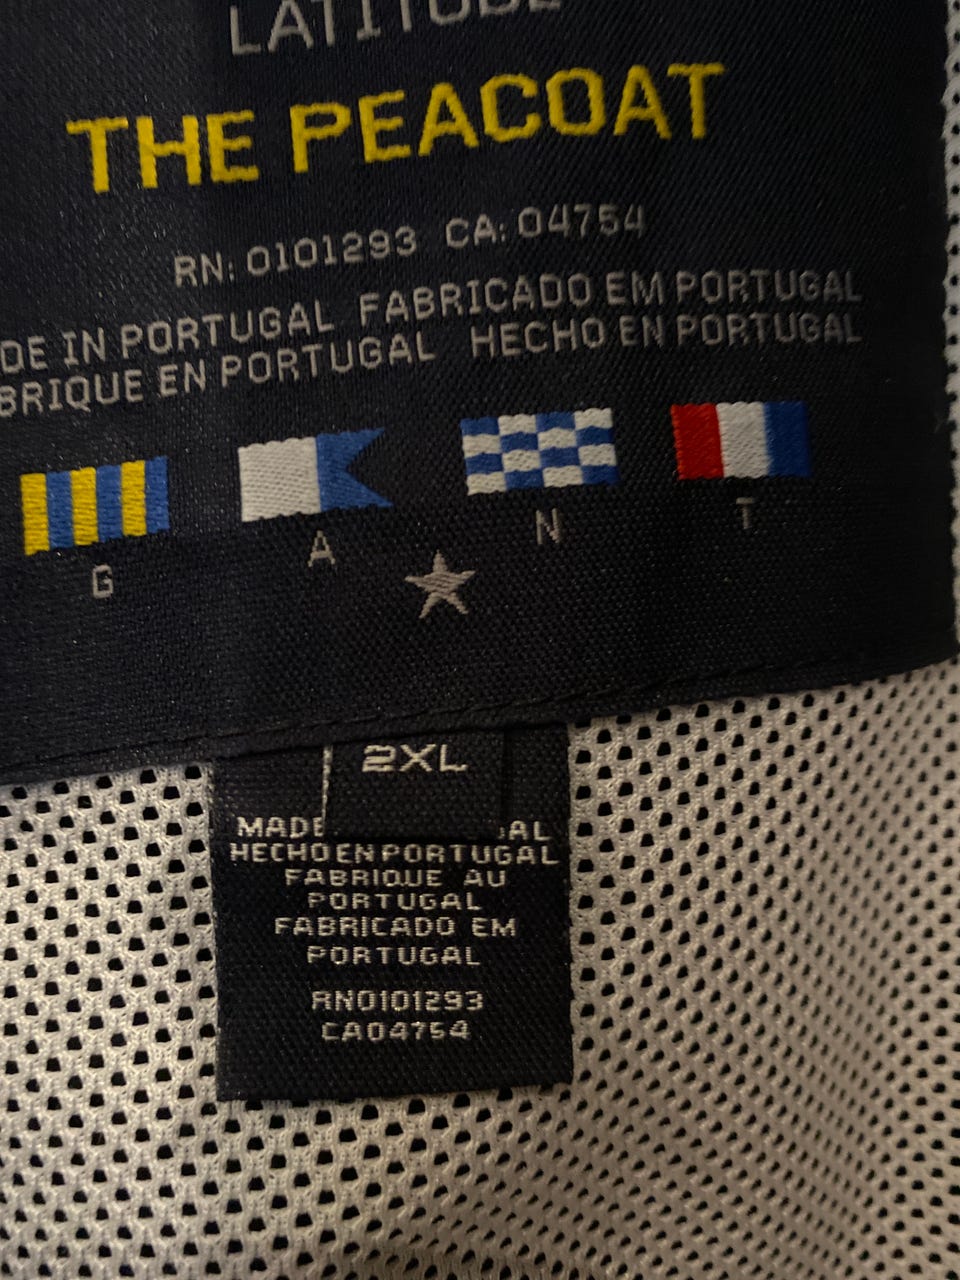 LATITUDE
THE PEACOAT
RN: 0101293 CA: 04754
DE IN PORTUGAL FABRICADO EM PORTUGAL
BRIQUE EN PORTUGAL HECHO EN PORTUGAL
G A N T
2XL
MADE AL
HECHO EN PORTUGAL
FABRIQUE AU
PORTUGAL
FABRICADO EM
PORTUGAL
RN0101293
CA04754